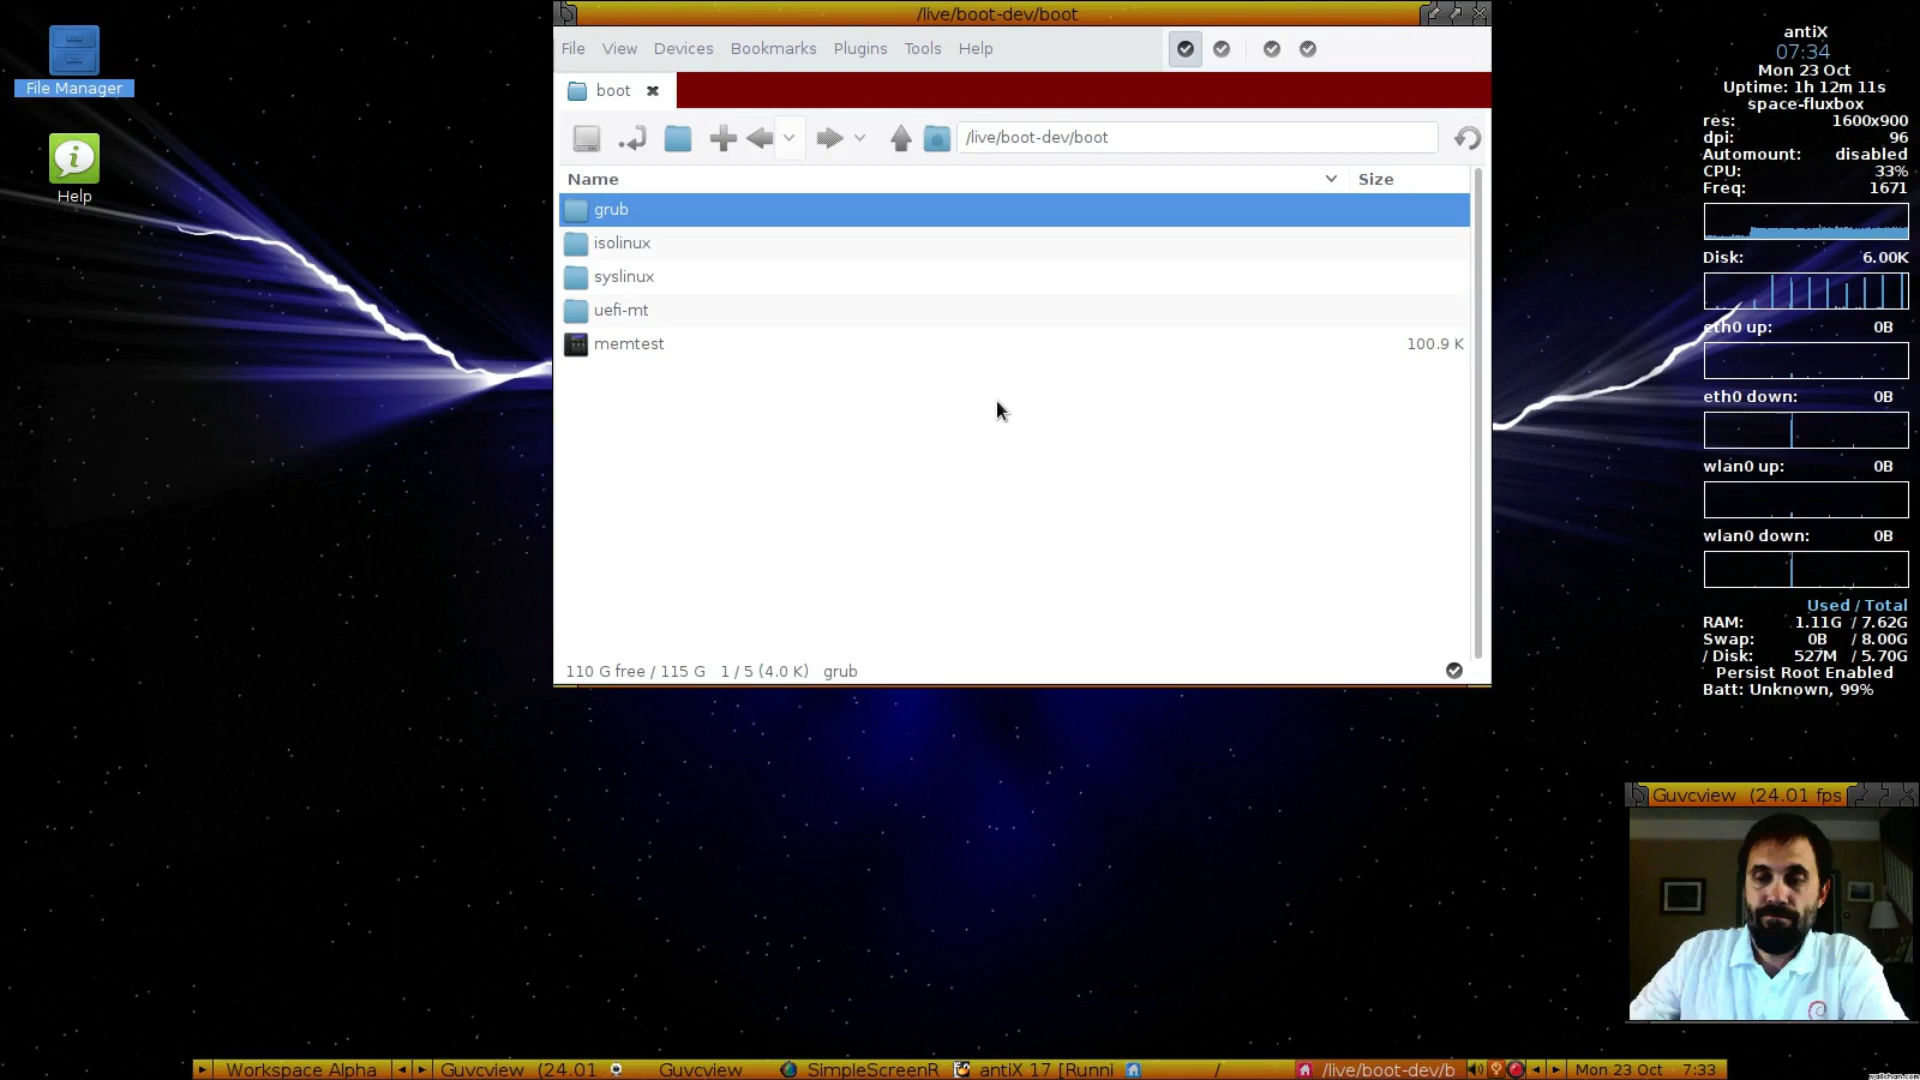 File Manager
Help
/live/boot-dev/boot
File View Devices Bookmarks Plugins Tools Help
boot
/live/boot-dev/boot
Name Size
grub
isolinux
syslinux
uefi-mt
memtest 100.9 K
110 G free / 115 G 1 / 5 (4.0 K) grub
antiX
07:34
Mon 23 Oct
Uptime: 1h 12m 11s
space-fluxbox
res: 1600x900
dpi: 96
Automount: disabled
CPU: 33%
Freq: 1671
Disk: 6.00K
eth0 up: 0B
eth0 down: 0B
wlan0 up: 0B
wlan0 down: 0B
Used / Total
RAM: 1.11G / 7.62G
Swap: 0B / 8.00G
/ Disk: 527M / 5.70G
Persist Root Enabled
Batt: Unknown, 99%
Guvcview (24.01 fps
Workspace Alpha Guvcview (24.01 Guvcview SimpleScreenR antiX 17 [Runni / /live/boot-dev/b Mon 23 Oct 7:33